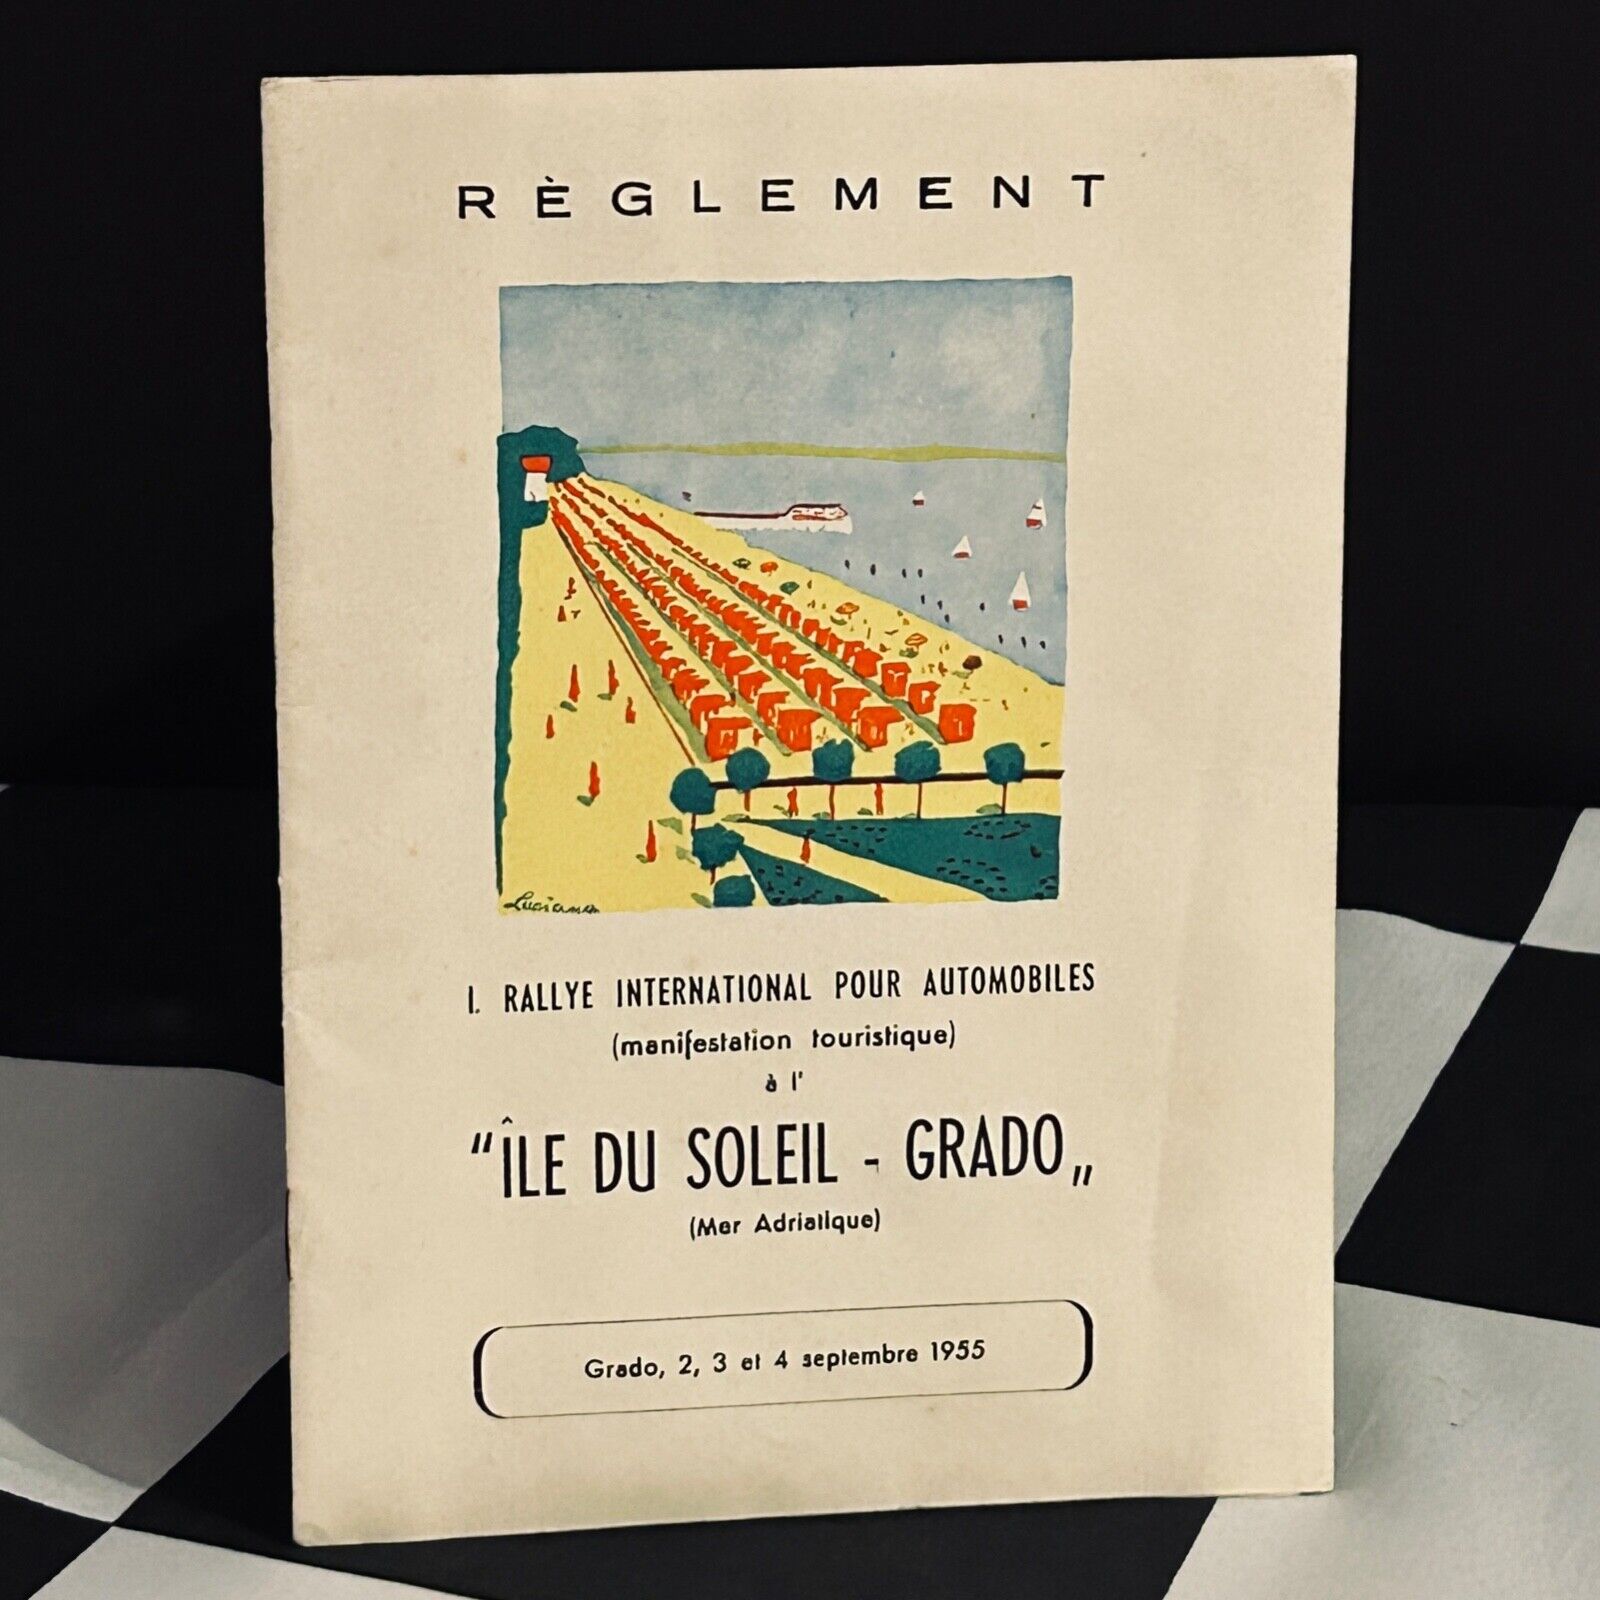 RÈGLEMENT
I. RALLYE INTERNATIONAL POUR AUTOMOBILES
(manifestation touristique)
à l'
"ÎLE DU SOLEIL - GRADO„
(Mer Adriatique)
Grado, 2, 3 et 4 septembre 1955